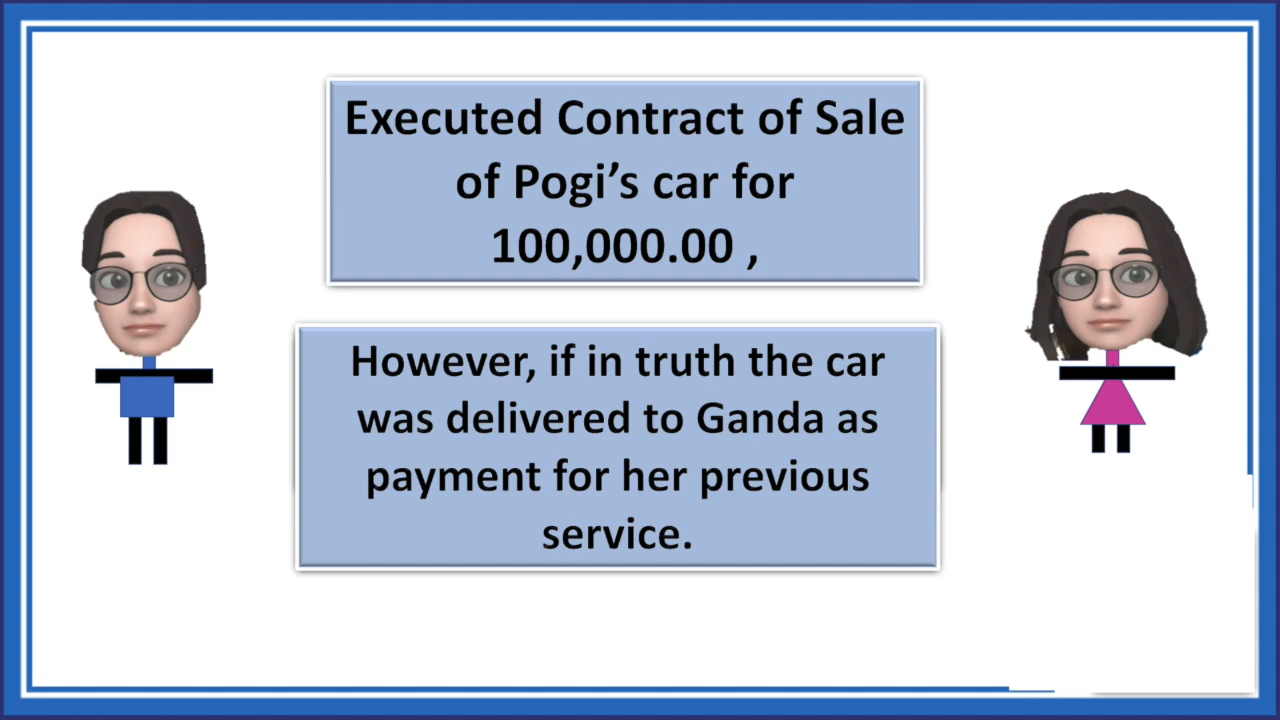 Executed Contract of Sale
of Pogi’s car for
100,000.00 ,
However, if in truth the car
was delivered to Ganda as
payment for her previous
service.